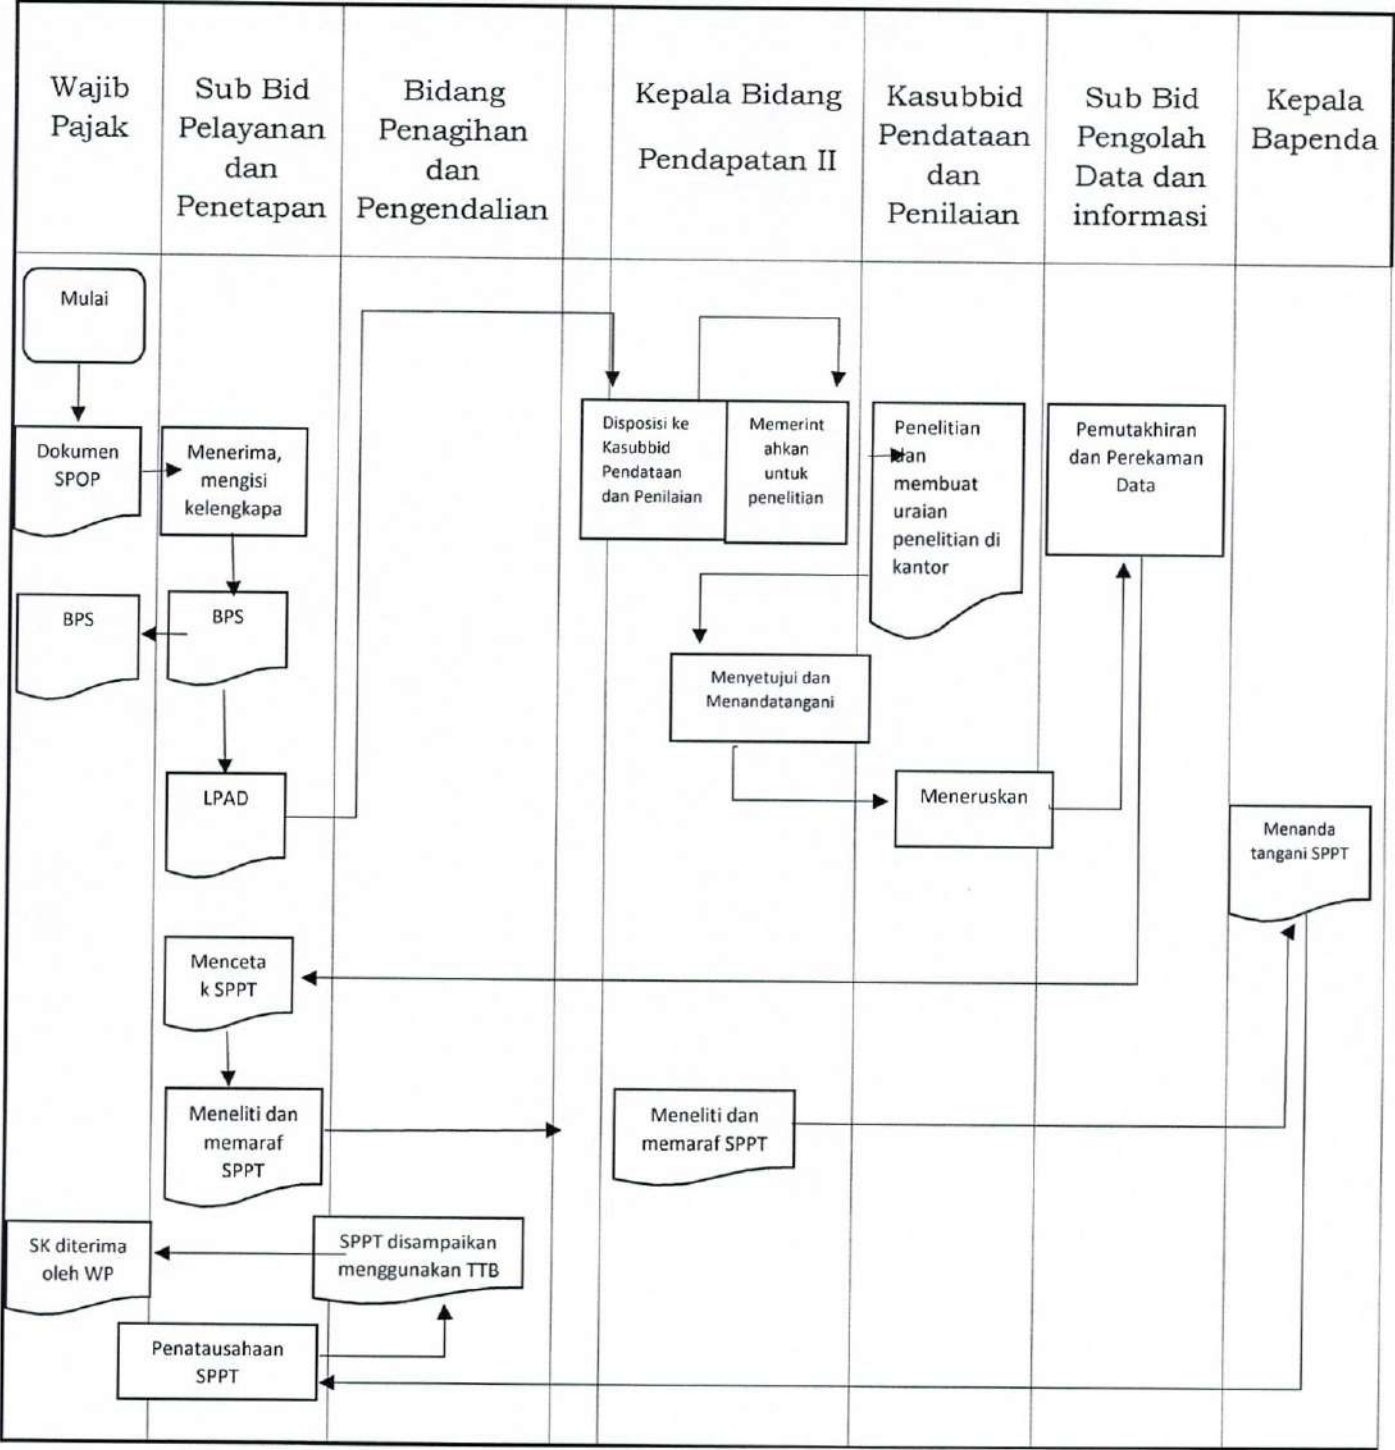 Wajib
Pajak
Sub Bid
Pelayanan
dan
Penetapan
Bidang
Penagihan
dan
Pengendalian
Kepala Bidang
Pendapatan II
Kasubbid
Pendataan
dan
Penilaian
Sub Bid
Pengolah
Data dan
informasi
Kepala
Bapenda
Mulai
Dokumen
SPOP
Menerima,
mengisi
kelengkapa
Disposisi ke
Kasubbid
Pendataan
dan Penilaian
Memerint
ahkan
untuk
penelitian
Penelitian
dan
membuat
uraian
penelitian di
kantor
Pemutakhiran
dan Perekaman
Data
BPS
BPS
Menyetujui dan
Menandatangani
LPAD
Meneruskan
Menanda
tangani SPPT
Menceta
k SPPT
Meneliti dan
memaraf
SPPT
Meneliti dan
memaraf SPPT
SK diterima
oleh WP
SPPT disampaikan
menggunakan TTB
Penatausahaan
SPPT